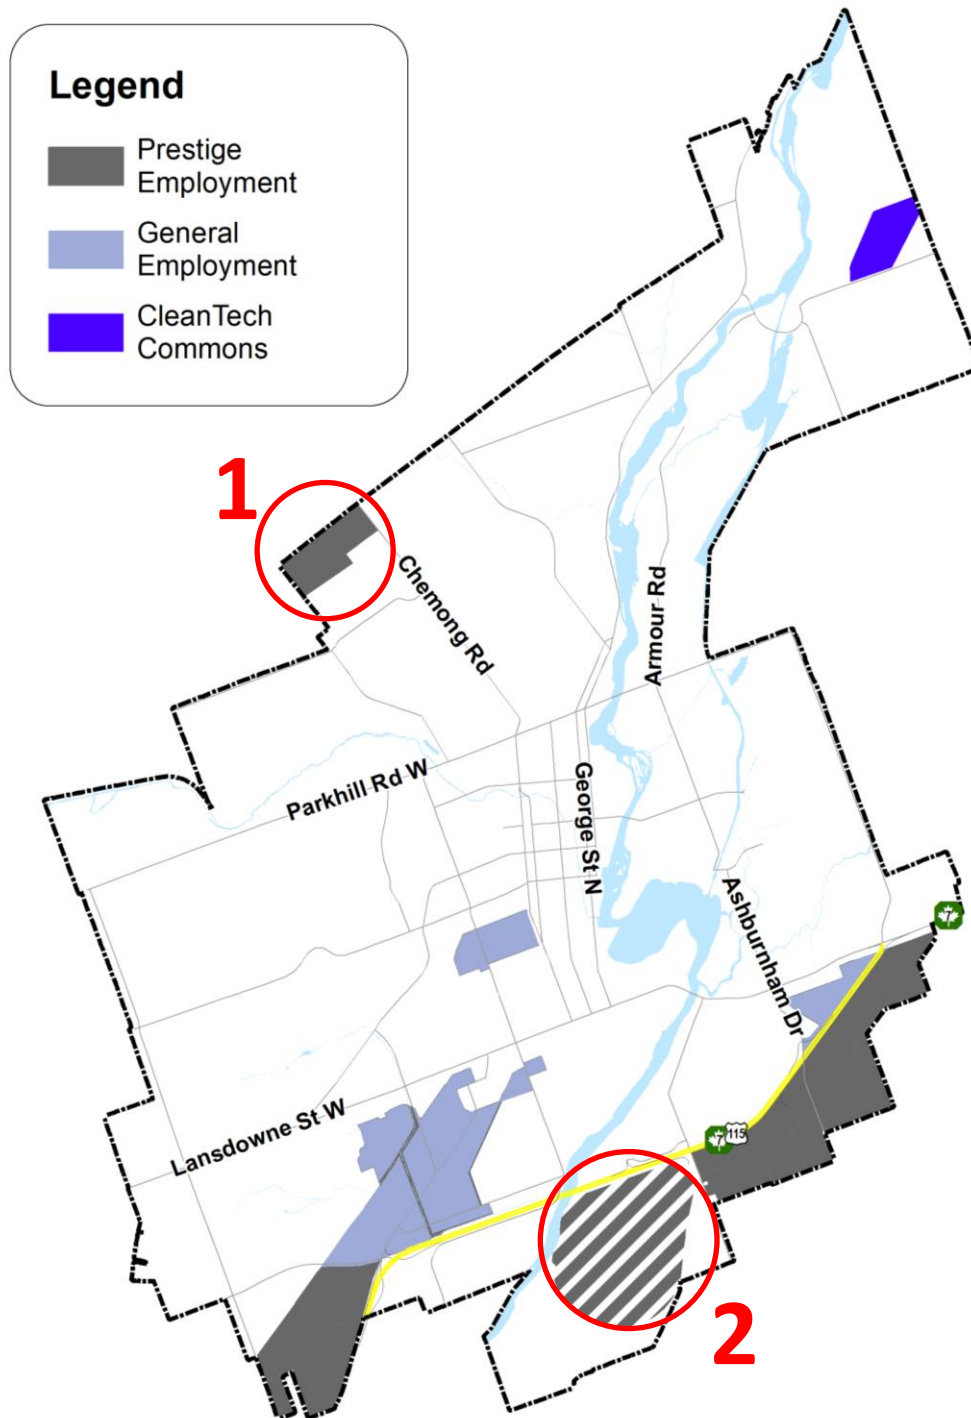 Legend
Prestige
Employment
General
Employment
CleanTech
Commons
1
Chemong Rd
Armour Rd
Parkhill Rd W
George St N
Ashburnham Dr
7
Lansdowne St W
7
115
2